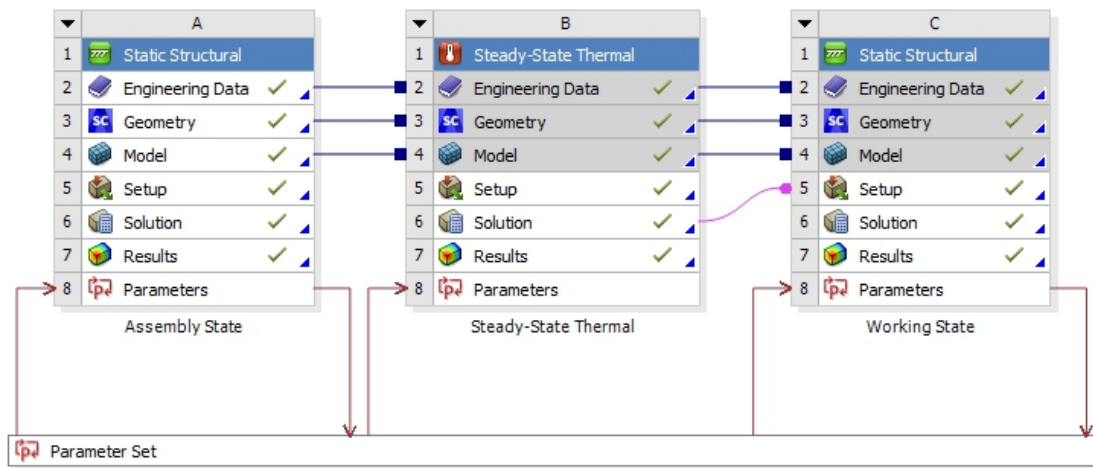 A
1 Static Structural
2 Engineering Data
3 SC Geometry
4 Model
5 Setup
6 Solution
7 Results
8 Parameters
Assembly State
B
1 Steady-State Thermal
2 Engineering Data
3 SC Geometry
4 Model
5 Setup
6 Solution
7 Results
8 Parameters
Steady-State Thermal
C
1 Static Structural
2 Engineering Data
3 SC Geometry
4 Model
5 Setup
6 Solution
7 Results
8 Parameters
Working State
Parameter Set